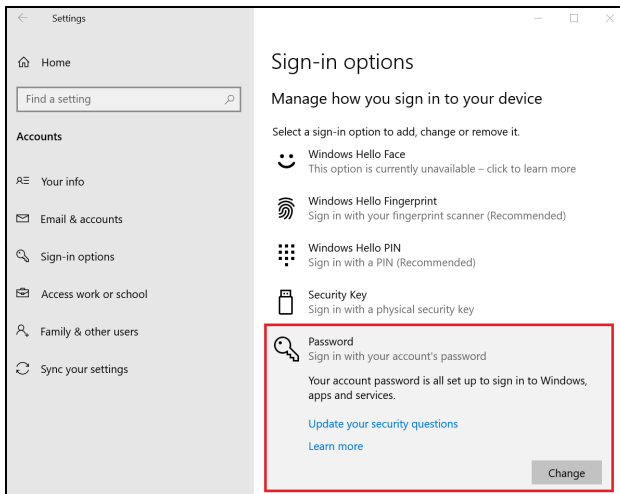 Settings
Home
Find a setting
Accounts
Your info
Email & accounts
Sign-in options
Access work or school
Family & other users
Sync your settings
Sign-in options
Manage how you sign in to your device
Select a sign-in option to add, change or remove it.
Windows Hello Face
This option is currently unavailable – click to learn more
Windows Hello Fingerprint
Sign in with your fingerprint scanner (Recommended)
Windows Hello PIN
Sign in with a PIN (Recommended)
Security Key
Sign in with a physical security key
Password
Sign in with your account's password
Your account password is all set up to sign in to Windows,
apps and services.
Update your security questions
Learn more
Change